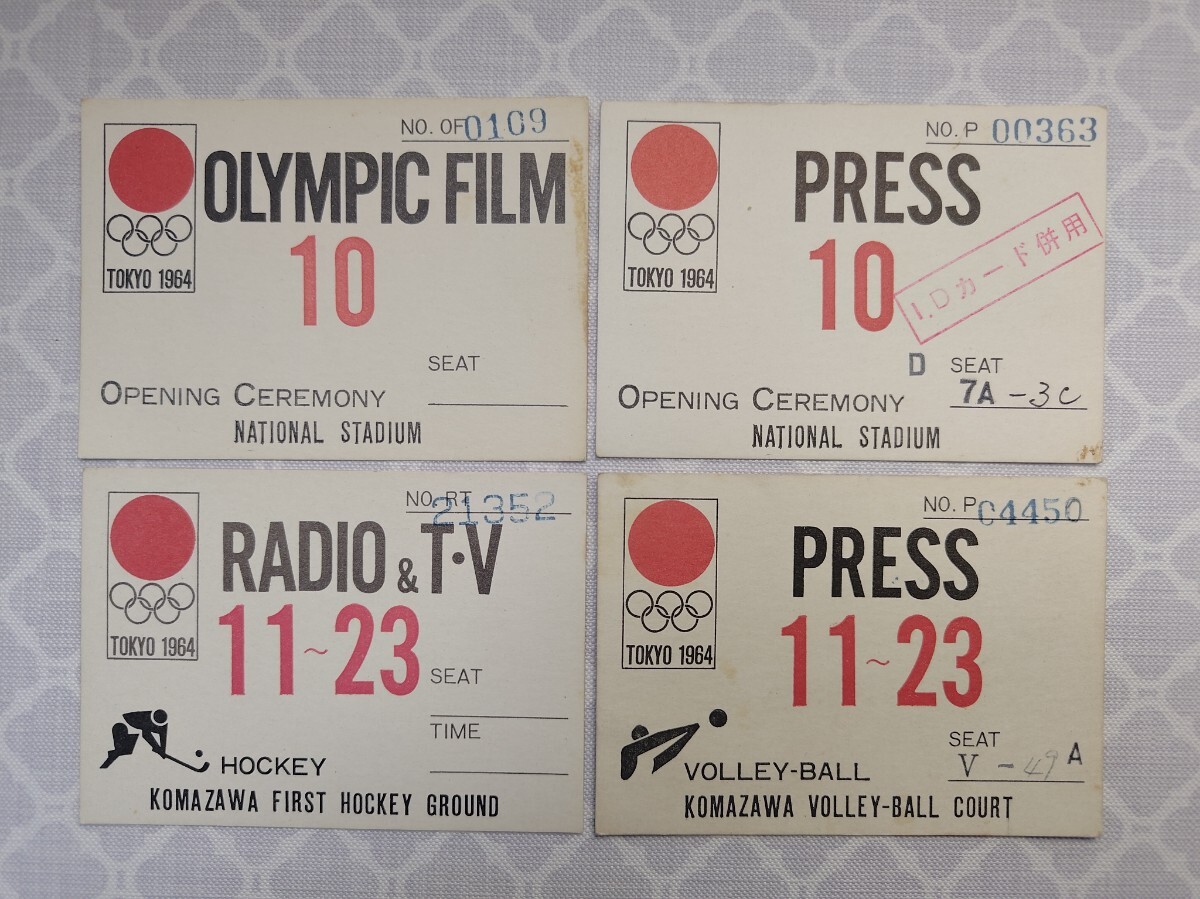 NO. OF 0109
OLYMPIC FILM
10
TOKYO 1964
SEAT
OPENING CEREMONY
NATIONAL STADIUM
NO. P 00363
PRESS
10
TOKYO 1964
I.Dカード併用
D SEAT
7A -3C
OPENING CEREMONY
NATIONAL STADIUM
NO. RT 21352
RADIO & T·V
11~23
TOKYO 1964
SEAT
TIME
HOCKEY
KOMAZAWA FIRST HOCKEY GROUND
NO. P 04450
PRESS
11~23
TOKYO 1964
SEAT
V - 49 A
VOLLEY-BALL
KOMAZAWA VOLLEY-BALL COURT